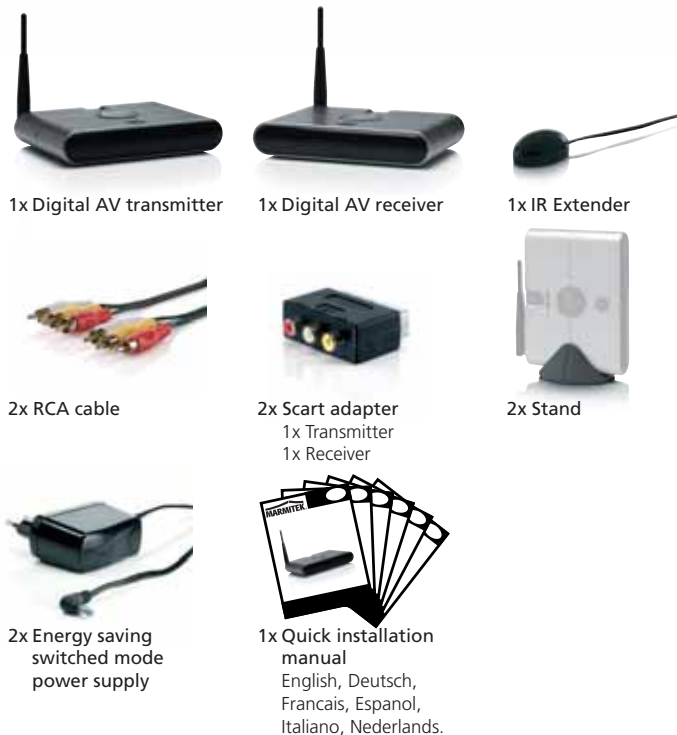 1x Digital AV transmitter
1x Digital AV receiver
1x IR Extender
2x RCA cable
2x Scart adapter
1x Transmitter
1x Receiver
2x Stand
2x Energy saving
switched mode
power supply
MARMITEK
1x Quick installation
manual
English, Deutsch,
Francais, Espanol,
Italiano, Nederlands.